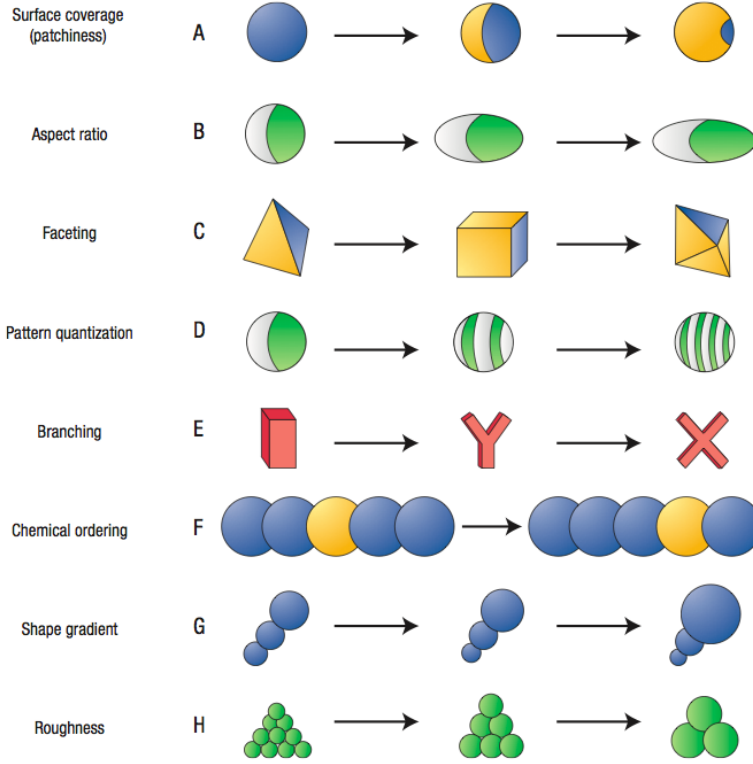 Surface coverage
(patchiness)
A
Aspect ratio
B
Faceting
C
Pattern quantization
D
Branching
E
Chemical ordering
F
Shape gradient
G
Roughness
H